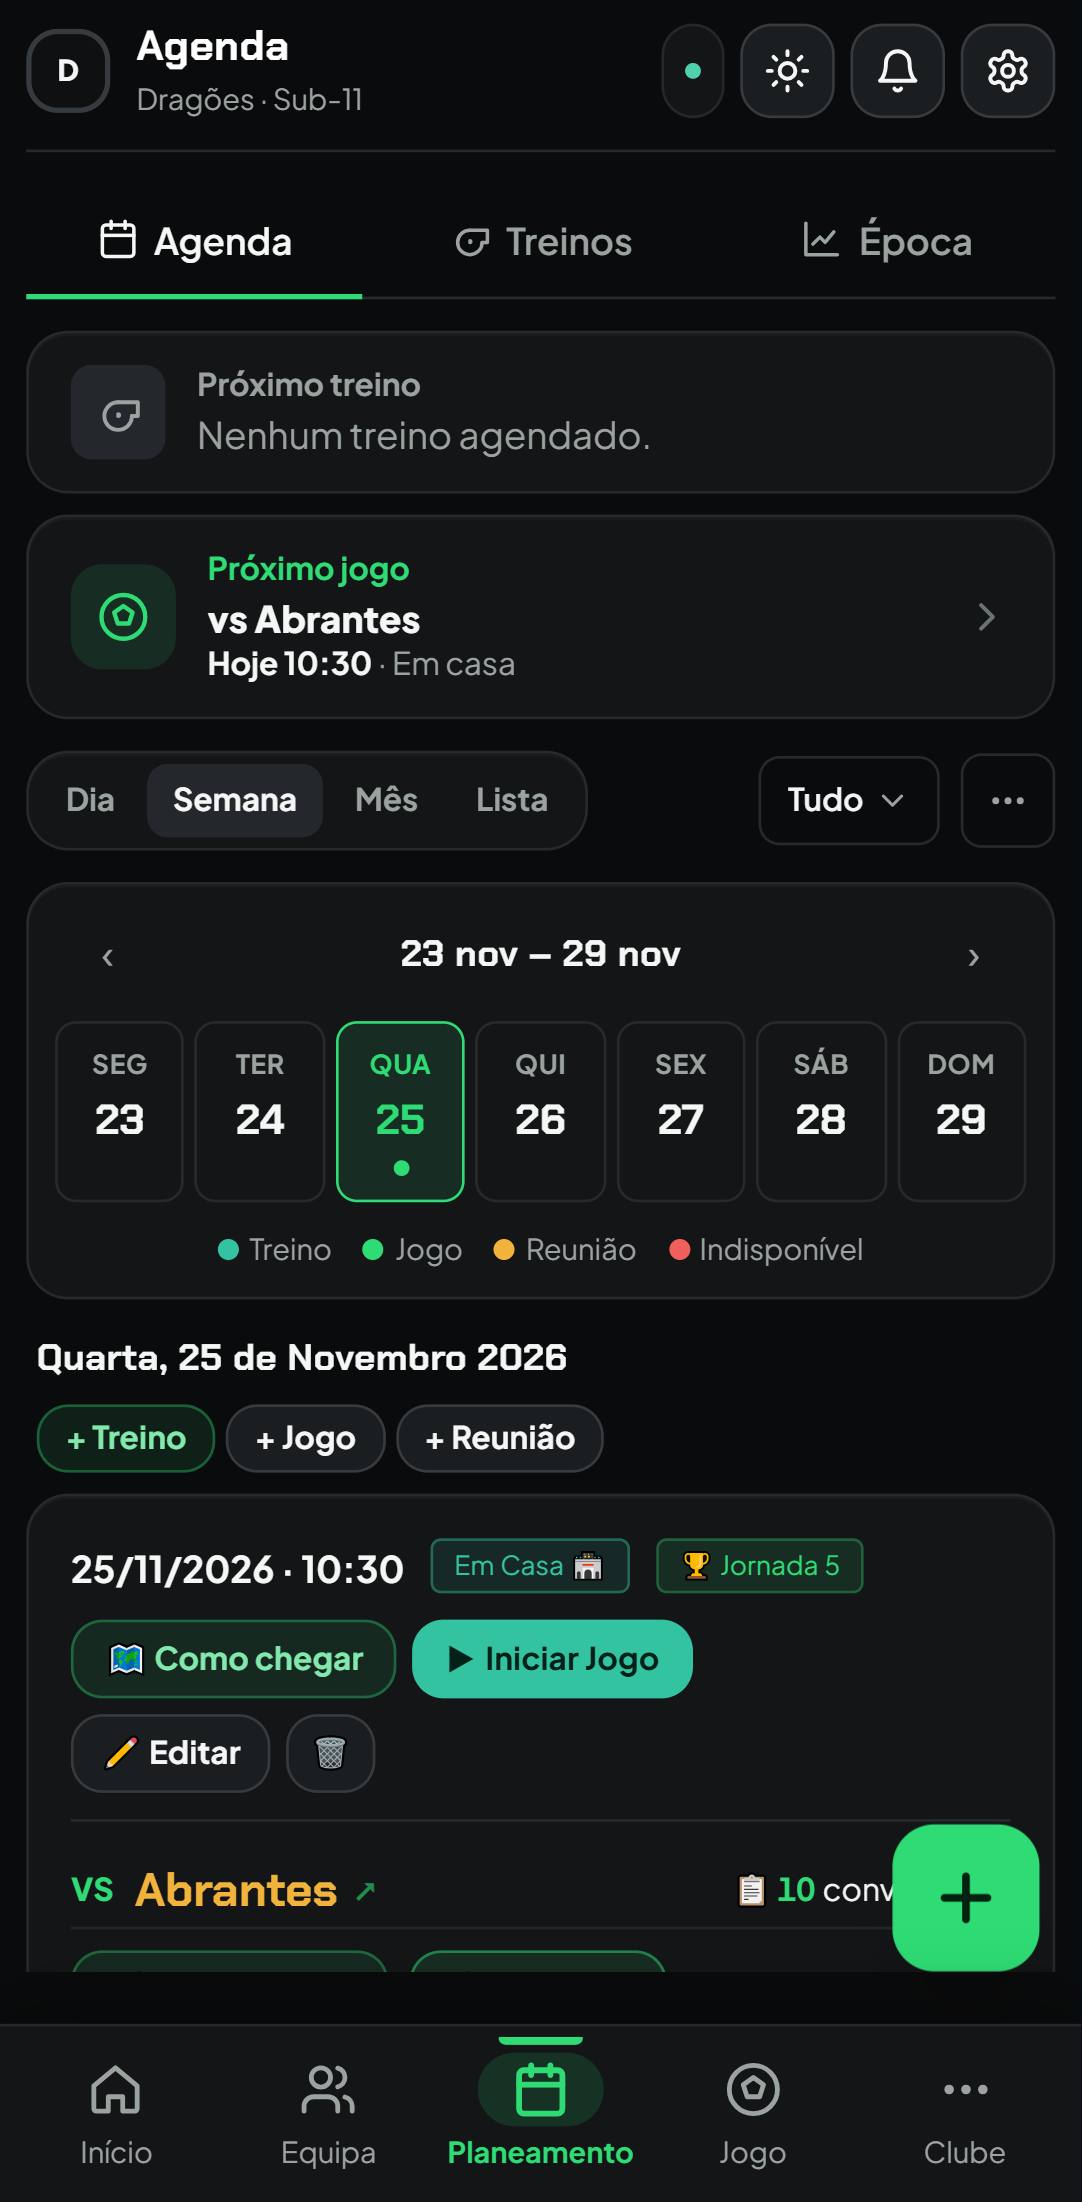 D
Agenda
Dragões · Sub-11
Agenda
Treinos
Época
Próximo treino
Nenhum treino agendado.
Próximo jogo
vs Abrantes
Hoje 10:30 · Em casa
Dia
Semana
Mês
Lista
Tudo
‹
23 nov – 29 nov
›
SEG
TER
QUA
QUI
SEX
SÁB
DOM
23
24
25
26
27
28
29
Treino
Jogo
Reunião
Indisponível
Quarta, 25 de Novembro 2026
+ Treino
+ Jogo
+ Reunião
25/11/2026 · 10:30
Em Casa 🏟️
🏆 Jornada 5
🗺️ Como chegar
▶ Iniciar Jogo
✏️ Editar
🗑️
VS Abrantes ↗
📋 10 conv
Início
Equipa
Planeamento
Jogo
Clube